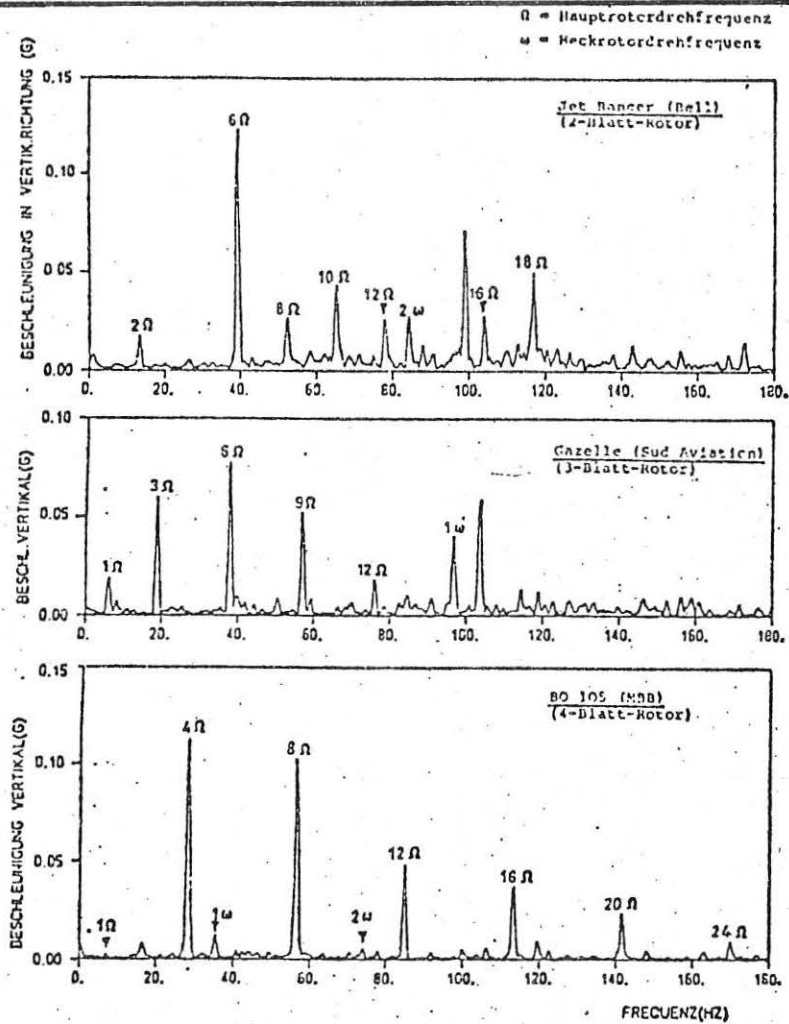 Ω = Hauptroterdrehfrequenz
ω = Heckrotordrehfrequenz
BESCHLEUNIGUNG IN VERTIK.RICHTUNG (G)
0.15
0.10
0.05
0.00
Jet Ranger (Bell)
(2-Blatt-Rotor)
2Ω
6Ω
8Ω
10Ω
12Ω
2ω
16Ω
18Ω
0. 20. 40. 60. 80. 100. 120. 140. 160. 180.
BESCHL.VERTIKAL(G)
0.10
0.05
0.00
Gazelle (Sud Aviation)
(3-Blatt-Rotor)
1Ω
3Ω
6Ω
9Ω
12Ω
1ω
0. 20. 40. 60. 80. 100. 120. 140. 160. 180.
BESCHLEUNIGUNG VERTIKAL(G)
0.15
0.10
0.05
0.00
BO 105 (MBB)
(4-Blatt-Rotor)
1Ω
4Ω
1ω
8Ω
2ω
12Ω
16Ω
20Ω
24Ω
0. 20. 40. 60. 80. 100. 120. 140. 160. 180.
FREQUENZ(HZ)